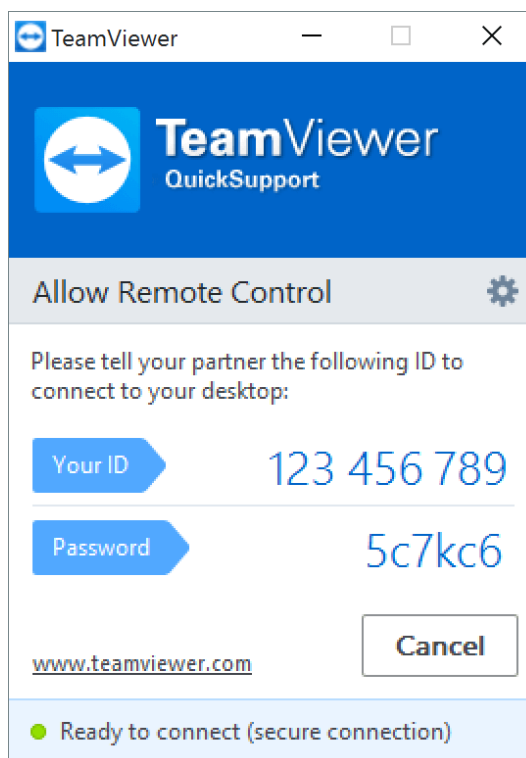 TeamViewer
TeamViewer
QuickSupport
Allow Remote Control
Please tell your partner the following ID to
connect to your desktop:
Your ID 123 456 789
Password 5c7kc6
Cancel
www.teamviewer.com
Ready to connect (secure connection)